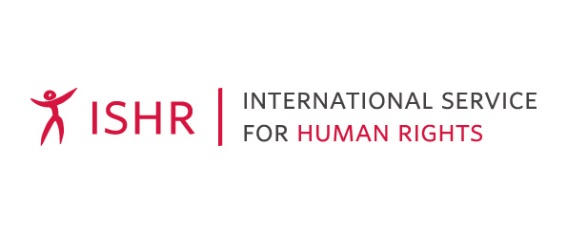 ISHR
INTERNATIONAL SERVICE
FOR HUMAN RIGHTS